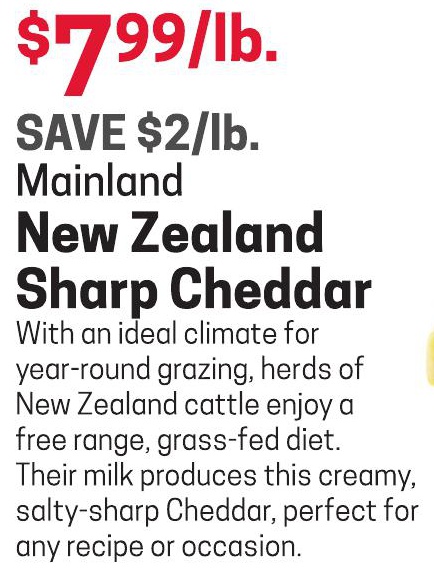 $7.99/lb.
SAVE $2/lb.
Mainland
New Zealand
Sharp Cheddar
With an ideal climate for
year-round grazing, herds of
New Zealand cattle enjoy a
free range, grass-fed diet.
Their milk produces this creamy,
salty-sharp Cheddar, perfect for
any recipe or occasion.